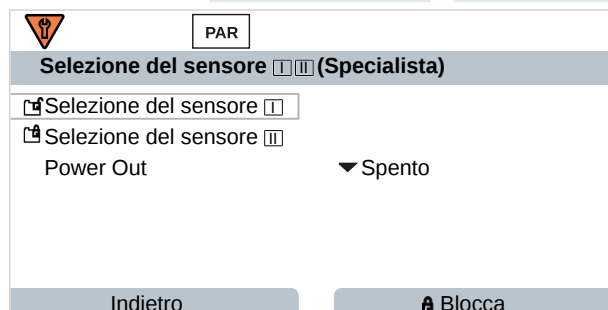 PAR
Selezione del sensore I II (Specialista)
Selezione del sensore I
Selezione del sensore II
Power Out Spento
Indietro Blocca